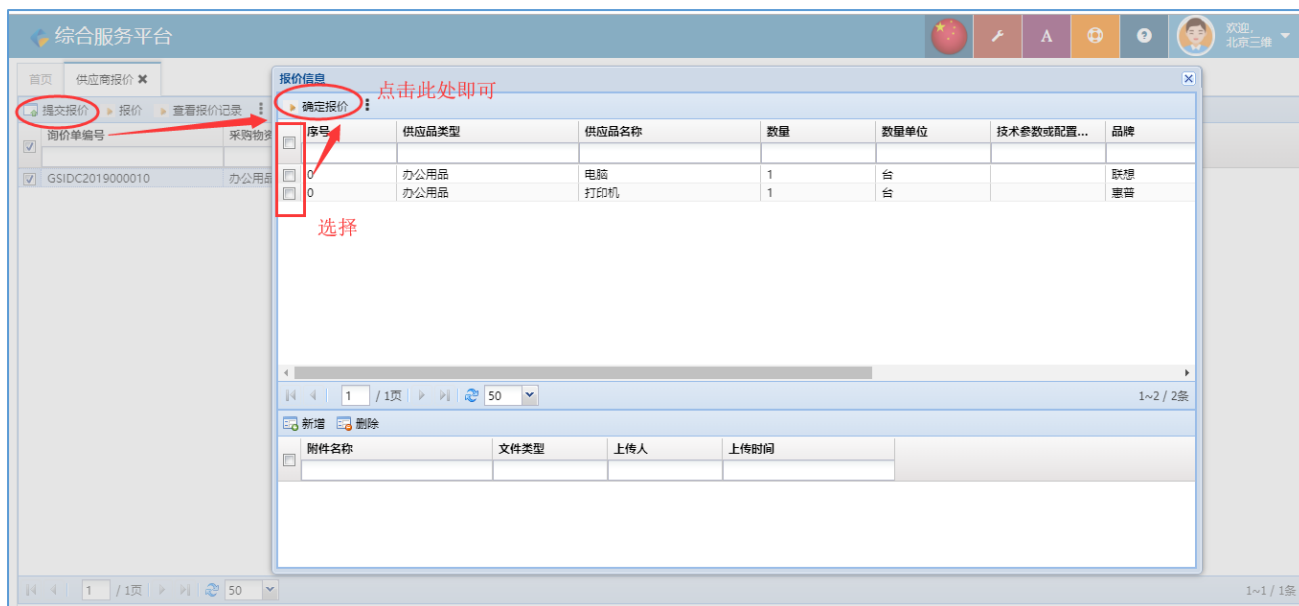 综合服务平台
A
欢迎,
北京三维
首页 供应商报价
提交报价 报价 查看报价记录
询价单编号 采购物资
GSIDC2019000010 办公用品
报价信息
点击此处即可
确定报价
序号 供应品类型 供应品名称 数量 数量单位 技术参数或配置... 品牌
0 办公用品 电脑 1 台 联想
0 办公用品 打印机 1 台 惠普
选择
1 / 1页 50 1~2 / 2条
新增 删除
附件名称 文件类型 上传人 上传时间
1 / 1页 50 1~1 / 1条